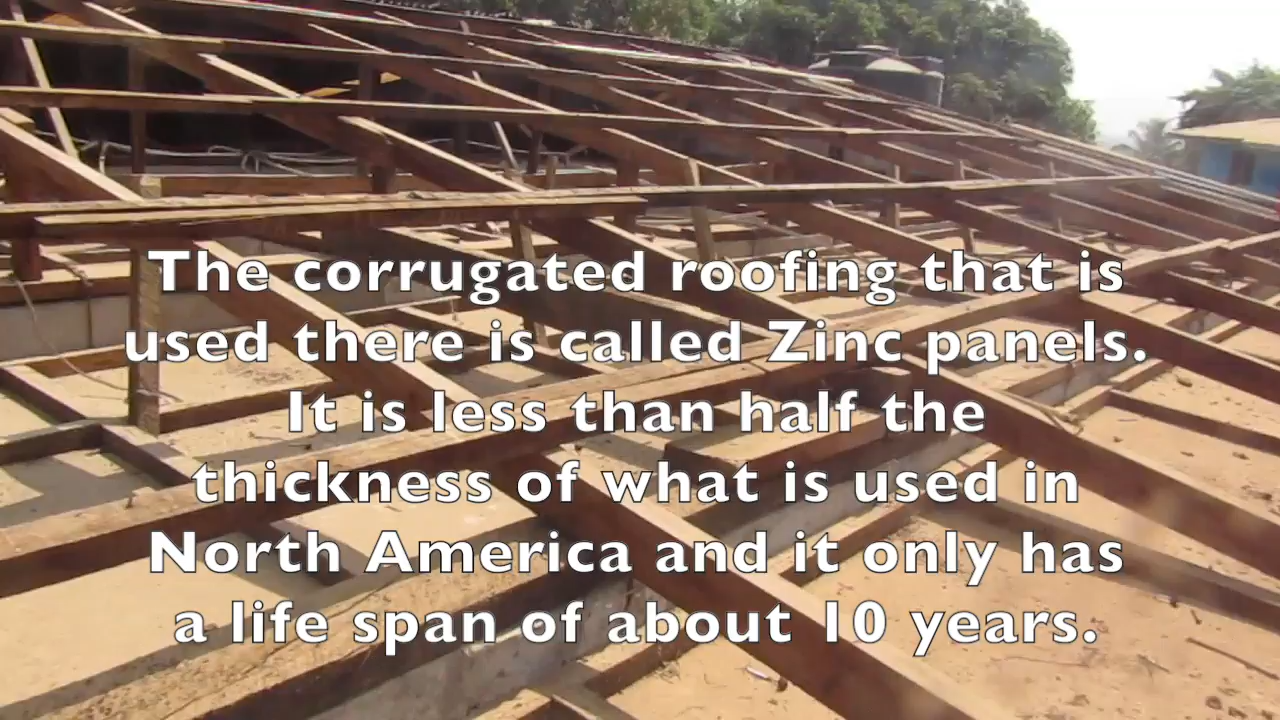 The corrugated roofing that is
used there is called Zinc panels.
It is less than half the
thickness of what is used in
North America and it only has
a life span of about 10 years.